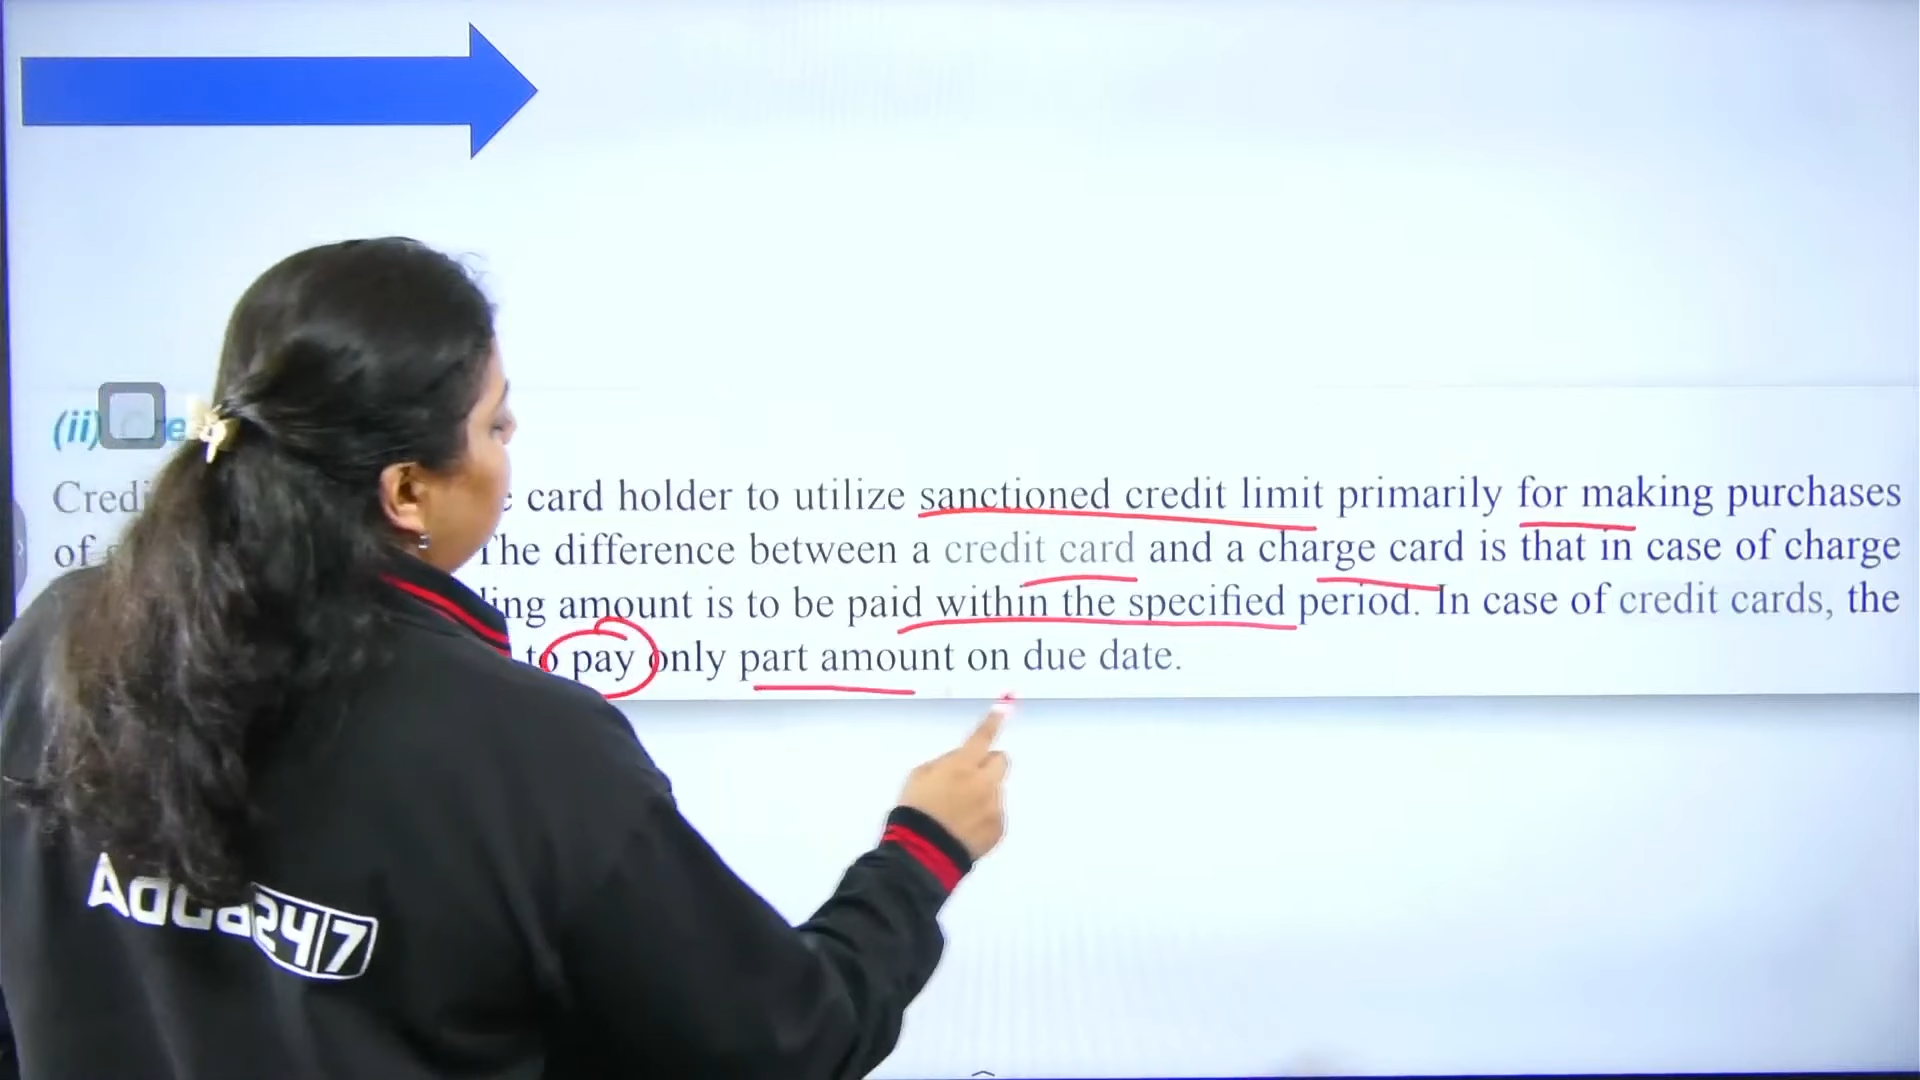 (ii)
card holder to utilize sanctioned credit limit primarily for making purchases
of The difference between a credit card and a charge card is that in case of charge
amount is to be paid within the specified period. In case of credit cards, the
to pay only part amount on due date.
Adda247